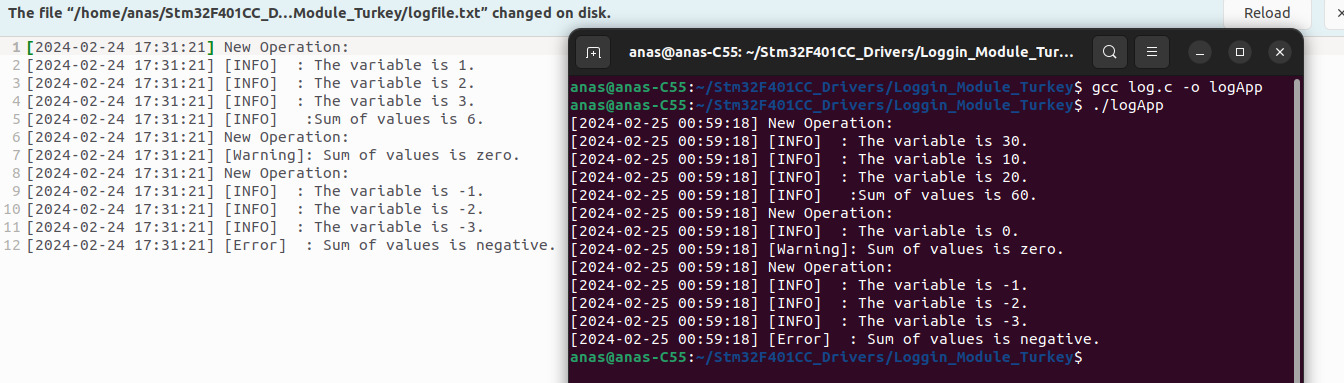 The file “/home/anas/Stm32F401CC_D…Module_Turkey/logfile.txt” changed on disk.
Reload
1 [2024-02-24 17:31:21] New Operation:
2 [2024-02-24 17:31:21] [INFO]  : The variable is 1.
3 [2024-02-24 17:31:21] [INFO]  : The variable is 2.
4 [2024-02-24 17:31:21] [INFO]  : The variable is 3.
5 [2024-02-24 17:31:21] [INFO]   :Sum of values is 6.
6 [2024-02-24 17:31:21] New Operation:
7 [2024-02-24 17:31:21] [Warning]: Sum of values is zero.
8 [2024-02-24 17:31:21] New Operation:
9 [2024-02-24 17:31:21] [INFO]  : The variable is -1.
10 [2024-02-24 17:31:21] [INFO]  : The variable is -2.
11 [2024-02-24 17:31:21] [INFO]  : The variable is -3.
12 [2024-02-24 17:31:21] [Error]  : Sum of values is negative.
anas@anas-C55: ~/Stm32F401CC_Drivers/Loggin_Module_Tur...
anas@anas-C55:~/Stm32F401CC_Drivers/Loggin_Module_Turkey$ gcc log.c -o logApp
anas@anas-C55:~/Stm32F401CC_Drivers/Loggin_Module_Turkey$ ./logApp
[2024-02-25 00:59:18] New Operation:
[2024-02-25 00:59:18] [INFO]  : The variable is 30.
[2024-02-25 00:59:18] [INFO]  : The variable is 10.
[2024-02-25 00:59:18] [INFO]  : The variable is 20.
[2024-02-25 00:59:18] [INFO]   :Sum of values is 60.
[2024-02-25 00:59:18] New Operation:
[2024-02-25 00:59:18] [INFO]  : The variable is 0.
[2024-02-25 00:59:18] [Warning]: Sum of values is zero.
[2024-02-25 00:59:18] New Operation:
[2024-02-25 00:59:18] [INFO]  : The variable is -1.
[2024-02-25 00:59:18] [INFO]  : The variable is -2.
[2024-02-25 00:59:18] [INFO]  : The variable is -3.
[2024-02-25 00:59:18] [Error]  : Sum of values is negative.
anas@anas-C55:~/Stm32F401CC_Drivers/Loggin_Module_Turkey$